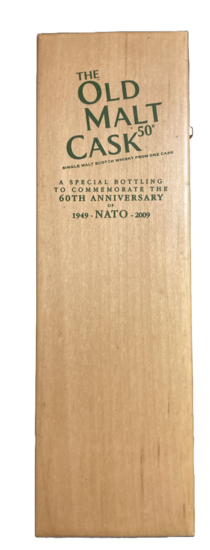 THE
OLD
MALT
CASK 50°
SINGLE MALT SCOTCH WHISKY FROM ONE CASK
A SPECIAL BOTTLING
TO COMMEMORATE THE
60TH ANNIVERSARY
OF
1949 - NATO - 2009